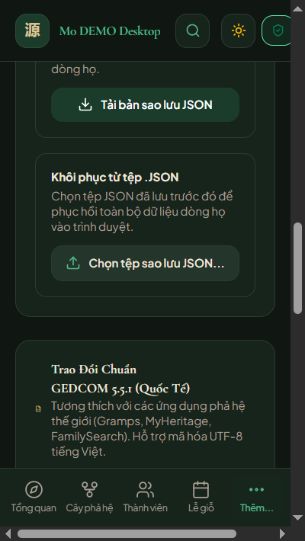 源 Mo DEMO Desktop
dòng họ.
Tải bản sao lưu JSON
Khôi phục từ tệp .JSON
Chọn tệp JSON đã lưu trước đó để
phục hồi toàn bộ dữ liệu dòng họ
vào trình duyệt.
Chọn tệp sao lưu JSON...
Trao Đổi Chuẩn
GEDCOM 5.5.1 (Quốc Tế)
Tương thích với các ứng dụng phả hệ
thế giới (Gramps, MyHeritage,
FamilySearch). Hỗ trợ mã hóa UTF-8
tiếng Việt.
Tổng quan Cây phả hệ Thành viên Lễ giỗ Thêm...